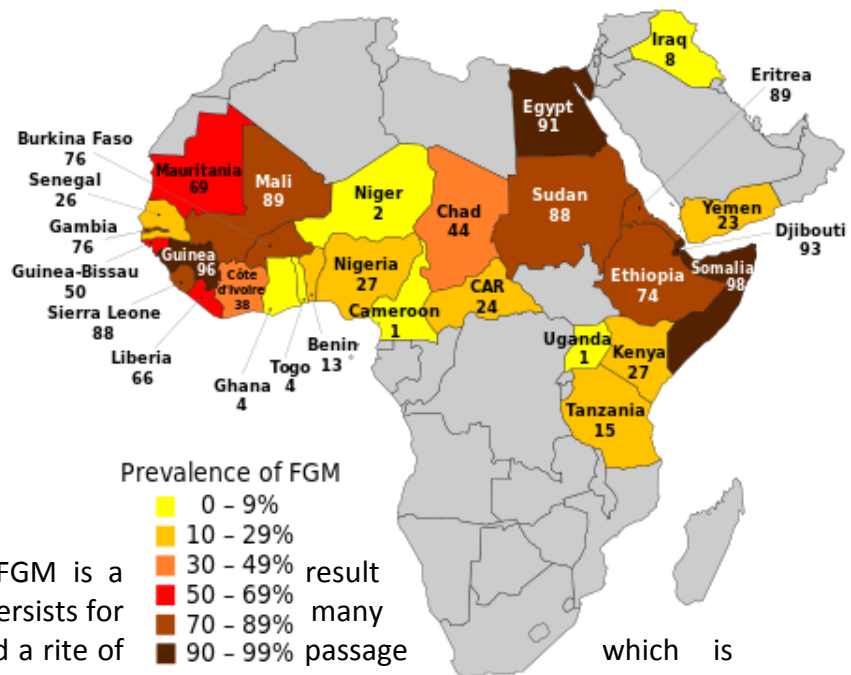 Iraq
8
Eritrea
89
Egypt
91
Burkina Faso
76
Mauritania
69
Mali
89
Senegal
26
Niger
2
Chad
44
Sudan
88
Yemen
23
Gambia
76
Djibouti
93
Guinea
96
Guinea-Bissau
50
Côte
d'Ivoire
38
Nigeria
27
CAR
24
Ethiopia
74
Somalia
98
Sierra Leone
88
Cameroon
1
Uganda
1
Kenya
27
Liberia
66
Benin
13
Togo
4
Ghana
4
Tanzania
15
Prevalence of FGM
0 – 9%
10 – 29%
30 – 49%
50 – 69%
70 – 89%
90 – 99%
FGM is a result
ersists for many
d a rite of passage which is